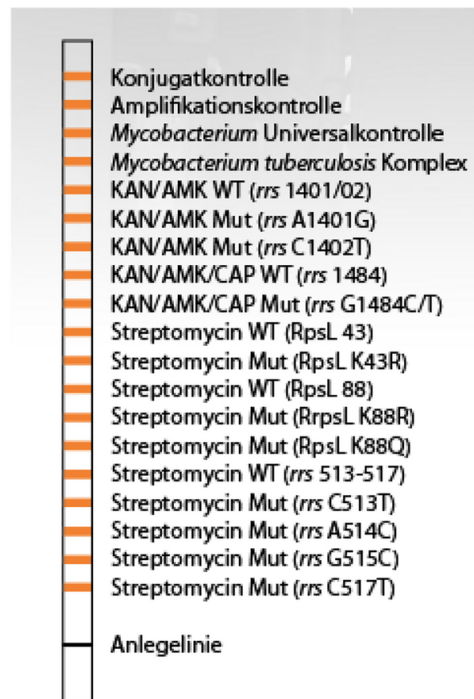 Konjugatkontrolle
Amplifikationskontrolle
Mycobacterium Universalkontrolle
Mycobacterium tuberculosis Komplex
KAN/AMK WT (rrs 1401/02)
KAN/AMK Mut (rrs A1401G)
KAN/AMK Mut (rrs C1402T)
KAN/AMK/CAP WT (rrs 1484)
KAN/AMK/CAP Mut (rrs G1484C/T)
Streptomycin WT (RpsL 43)
Streptomycin Mut (RpsL K43R)
Streptomycin WT (RpsL 88)
Streptomycin Mut (RrpsL K88R)
Streptomycin Mut (RpsL K88Q)
Streptomycin WT (rrs 513-517)
Streptomycin Mut (rrs C513T)
Streptomycin Mut (rrs A514C)
Streptomycin Mut (rrs G515C)
Streptomycin Mut (rrs C517T)
Anlegelinie